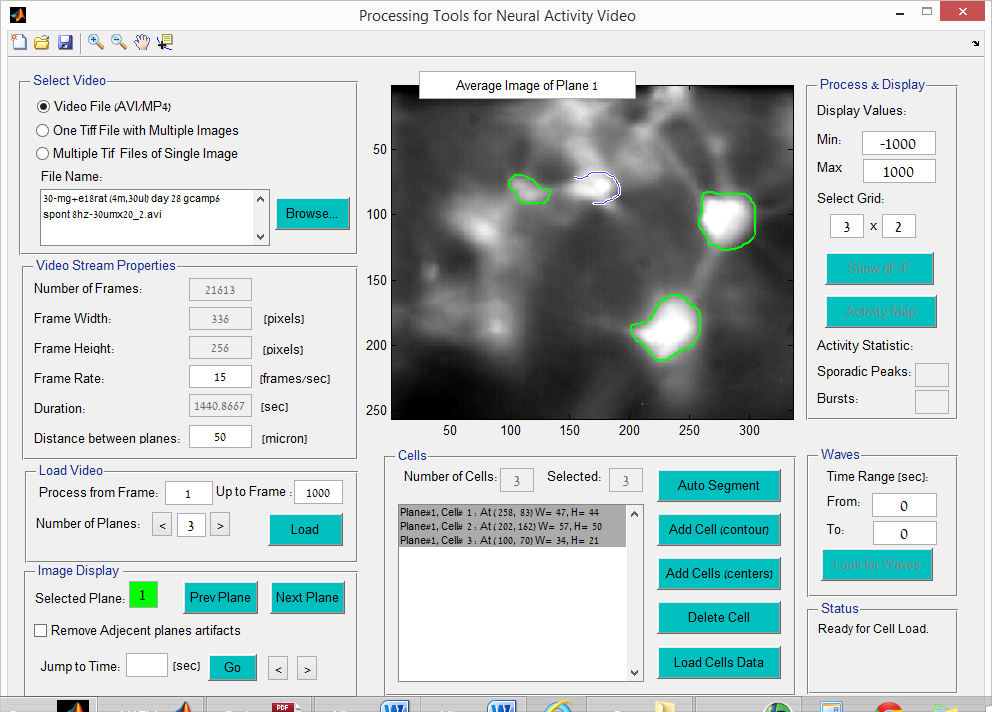 Processing Tools for Neural Activity Video
Select Video
Video File (AVI/MP4)
One Tiff File with Multiple Images
Multiple Tif Files of Single Image
File Name:
30-mg+e18rat (4m,30ul) day 28 gcamp6
spont 8hz-30umx20_2.avi
Browse...
Video Stream Properties
Number of Frames: 21613
Frame Width: 336 [pixels]
Frame Height: 256 [pixels]
Frame Rate: 15 [frames/sec]
Duration: 1440.8667 [sec]
Distance between planes: 50 [micron]
Load Video
Process from Frame: 1 Up to Frame : 1000
Number of Planes: < 3 > Load
Image Display
Selected Plane: 1 Prev Plane Next Plane
Remove Adjecent planes artifacts
Jump to Time: [sec] Go < >
Average Image of Plane 1
50
100
150
200
250
50 100 150 200 250 300
Cells
Number of Cells: 3 Selected: 3
Plane#1, Cell# 1 : At (258, 83) W= 47, H= 44
Plane#1, Cell# 2 : At (202,162) W= 57, H= 50
Plane#1, Cell# 3 : At (100, 70) W= 34, H= 21
Auto Segment
Add Cell (contour)
Add Cells (centers)
Delete Cell
Load Cells Data
Process & Display
Display Values:
Min: -1000
Max 1000
Select Grid:
3 x 2
Show
Activity Map
Activity Statistic:
Sporadic Peaks:
Bursts:
Waves
Time Range [sec]:
From: 0
To: 0
Look for Waves
Status
Ready for Cell Load.
PDF